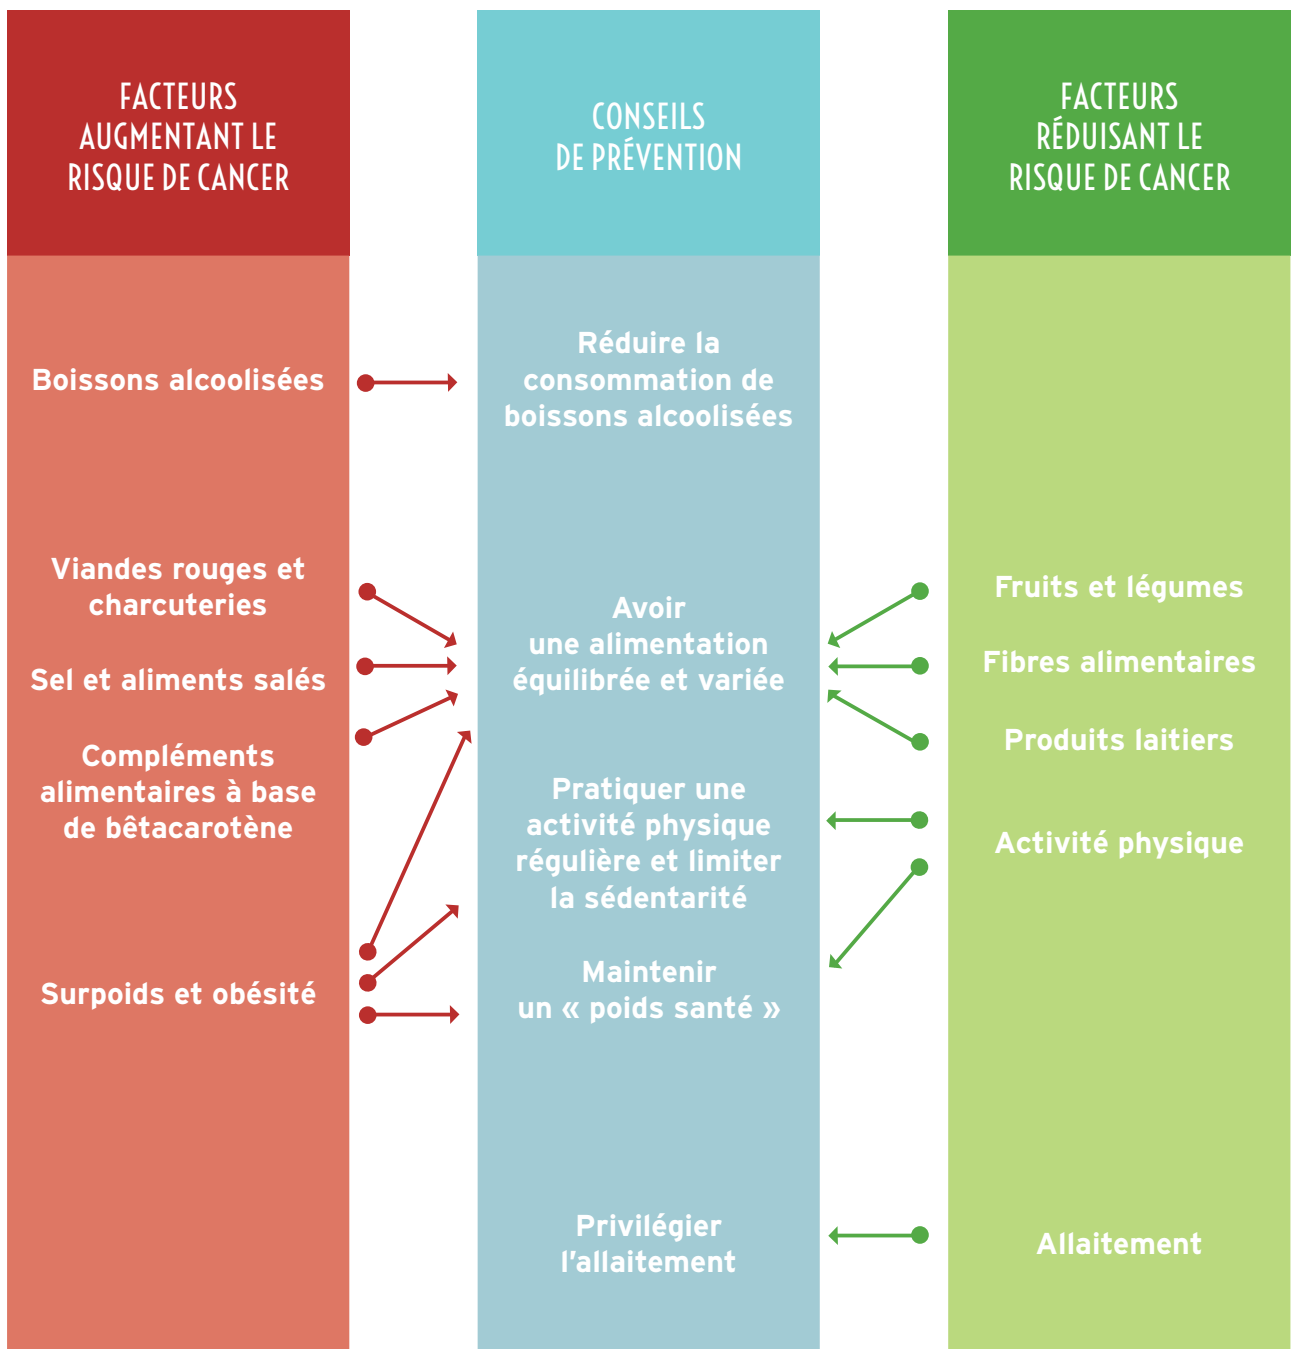 FACTEURS
AUGMENTANT LE
RISQUE DE CANCER
Boissons alcoolisées
Viandes rouges et
charcuteries
Sel et aliments salés
Compléments
alimentaires à base
de bêtacarotène
Surpoids et obésité
CONSEILS
DE PRÉVENTION
Réduire la
consommation de
boissons alcoolisées
Avoir
une alimentation
équilibrée et variée
Pratiquer une
activité physique
régulière et limiter
la sédentarité
Maintenir
un « poids santé »
Privilégier
l'allaitement
FACTEURS
RÉDUISANT LE
RISQUE DE CANCER
Fruits et légumes
Fibres alimentaires
Produits laitiers
Activité physique
Allaitement